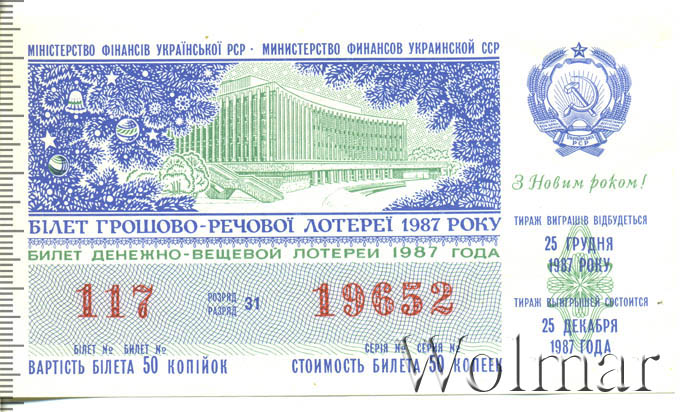 МІНІСТЕРСТВО ФІНАНСІВ УКРАЇНСЬКОЇ РСР · МИНИСТЕРСТВО ФИНАНСОВ УКРАИНСКОЙ ССР
УКРАЇНСЬКА
РСР
З Новим роком!
БІЛЕТ ГРОШОВО-РЕЧОВОЇ ЛОТЕРЕЇ 1987 РОКУ
БИЛЕТ ДЕНЕЖНО-ВЕЩЕВОЙ ЛОТЕРЕИ 1987 ГОДА
ТИРАЖ ВИГРАШІВ ВІДБУДЕТЬСЯ
25 ГРУДНЯ
1987 РОКУ
ТИРАЖ ВЫИГРЫШЕЙ СОСТОИТСЯ
25 ДЕКАБРЯ
1987 ГОДА
117 РОЗРЯД РАЗРЯД 31 19652
БІЛЕТ № БИЛЕТ № СЕРІЯ № СЕРИЯ №
ВАРТІСТЬ БІЛЕТА 50 КОПІЙОК СТОИМОСТЬ БИЛЕТА 50 КОПЕЕК
Wolmar